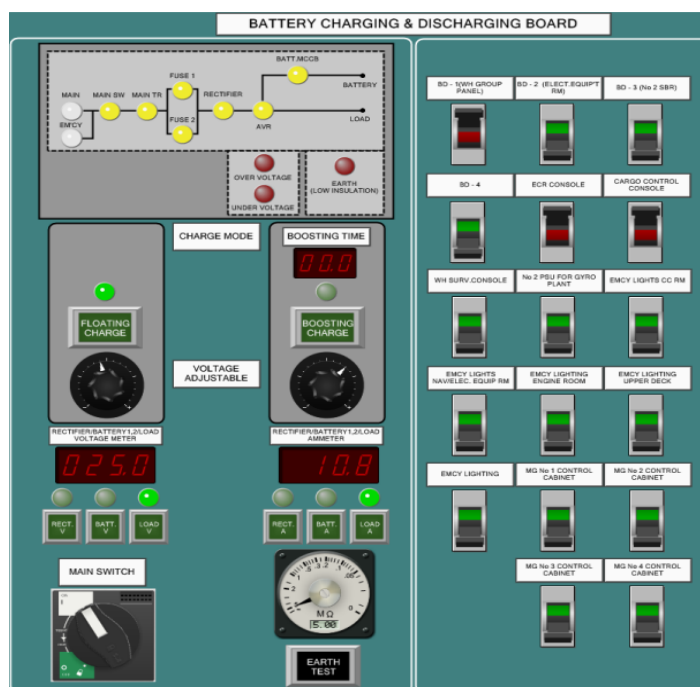 BATTERY CHARGING & DISCHARGING BOARD
BATT.MCCB
BATTERY
FUSE 1
MAIN
MAIN SW
MAIN TR
RECTIFIER
LOAD
EM'CY
FUSE 2
AVR
OVER VOLTAGE
EARTH
(LOW INSULATION)
UNDER VOLTAGE
CHARGE MODE
BOOSTING TIME
00.0
FLOATING
CHARGE
BOOSTING
CHARGE
VOLTAGE
ADJUSTABLE
RECTIFIER/BATTERY1,2/LOAD
VOLTAGE METER
RECTIFIER/BATTERY1,2/LOAD
AMMETER
025.0
10.8
RECT.
V
BATT.
V
LOAD
V
RECT.
A
BATT.
A
LOAD
A
MAIN SWITCH
MΩ
5.00
EARTH
TEST
BD - 1(WH GROUP
PANEL)
BD - 2 (ELECT.EQUIP'T
RM)
BD - 3 (No 2 SBR)
BD - 4
ECR CONSOLE
CARGO CONTROL
CONSOLE
WH SURV.CONSOLE
No 2 PSU FOR GYRO
PLANT
EMCY LIGHTS CC RM
EMCY LIGHTS
NAV/ELEC. EQUIP RM
EMCY LIGHTING
ENGINE ROOM
EMCY LIGHTING
UPPER DECK
EMCY LIGHTING
MG No 1 CONTROL
CABINET
MG No 2 CONTROL
CABINET
MG No 3 CONTROL
CABINET
MG No 4 CONTROL
CABINET